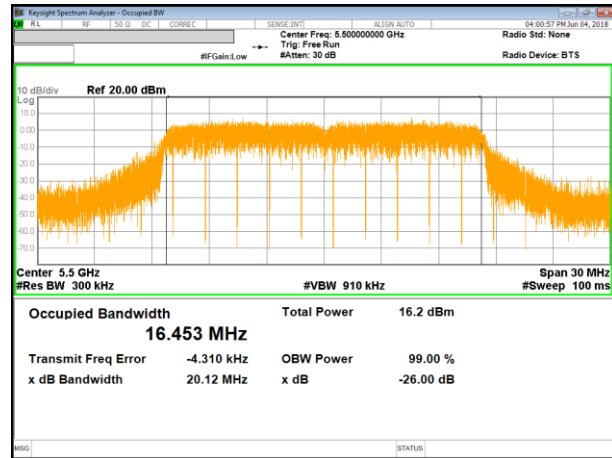 Keysight Spectrum Analyzer - Occupied BW
RL RF 50 Ω DC CORREC SENSE:INT ALIGN AUTO 04:00:57 PM Jun 04, 2018
Center Freq: 5.500000000 GHz Radio Std: None
Trig: Free Run
#IFGain:Low #Atten: 30 dB Radio Device: BTS
10 dB/div Ref 20.00 dBm
Log
10.0
0.00
-10.0
-20.0
-30.0
-40.0
-50.0
-60.0
-70.0
Center 5.5 GHz Span 30 MHz
#Res BW 300 kHz #VBW 910 kHz #Sweep 100 ms
Occupied Bandwidth Total Power 16.2 dBm
16.453 MHz
Transmit Freq Error -4.310 kHz OBW Power 99.00 %
x dB Bandwidth 20.12 MHz x dB -26.00 dB
MSG STATUS